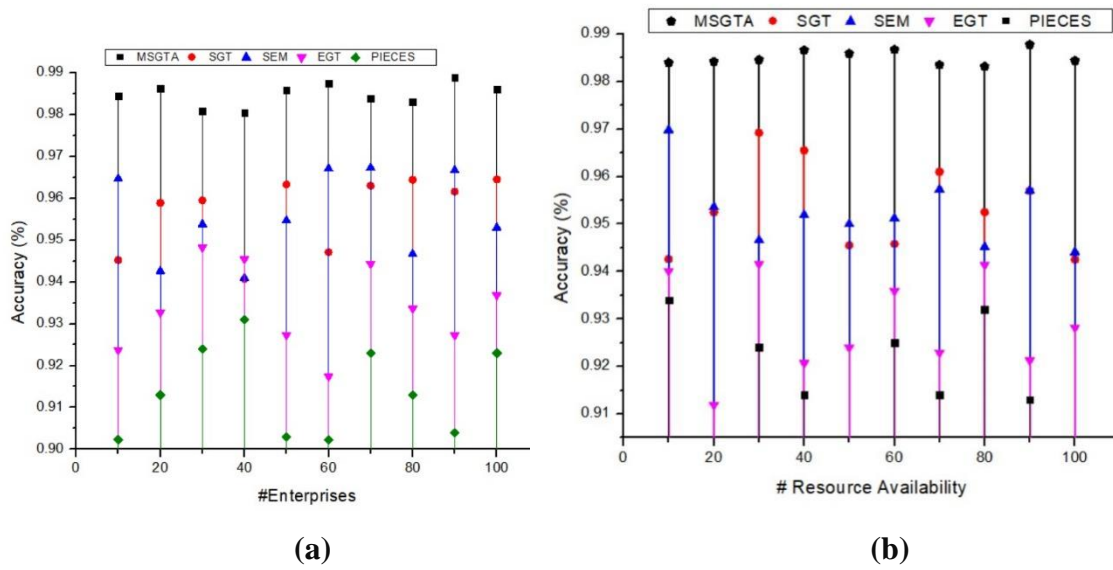 MSGTA SGT SEM EGT PIECES
0.99
0.98
0.97
0.96
0.95
0.94
0.93
0.92
0.91
0.90
Accuracy (%)
0 20 40 60 80 100
#Enterprises
(a)
MSGTA SGT SEM EGT PIECES
0.99
0.98
0.97
0.96
0.95
0.94
0.93
0.92
0.91
Accuracy (%)
0 20 40 60 80 100
# Resource Availability
(b)